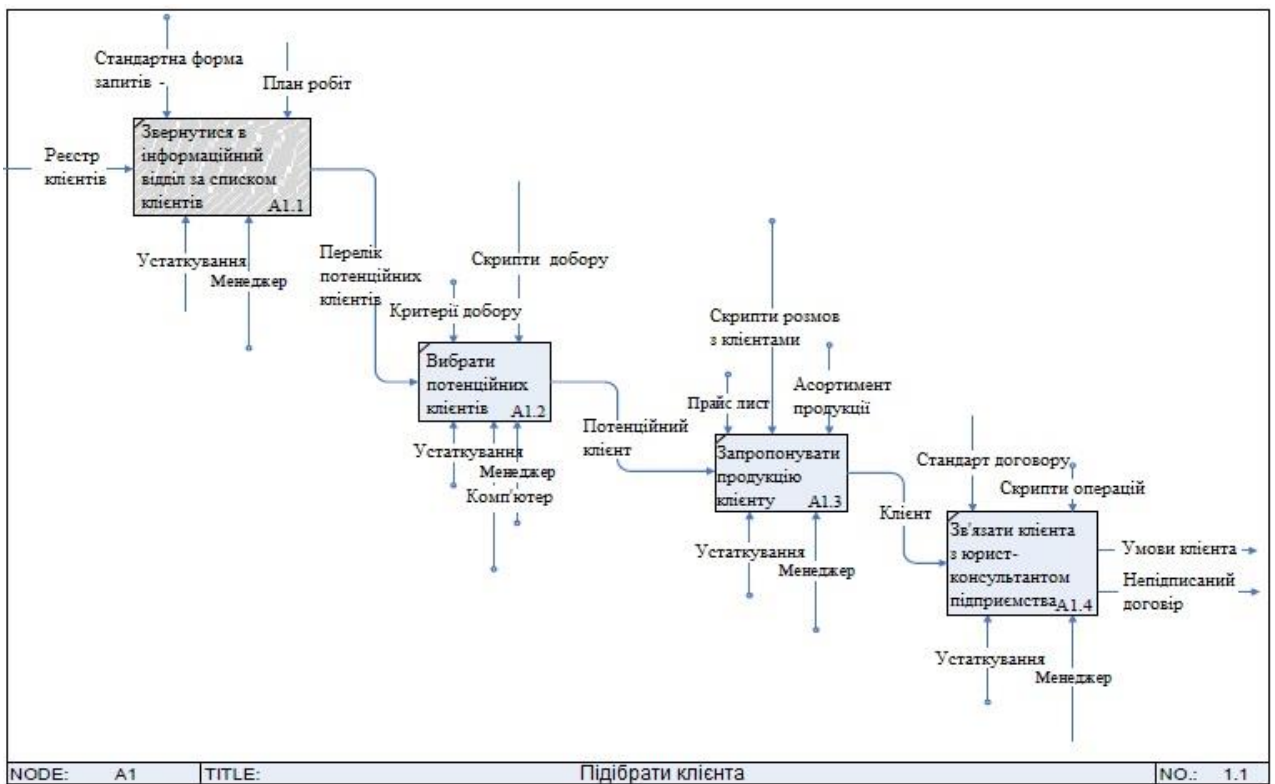 Стандартна форма
запитів -
План робіт
Звернутися в
інформаційний
відділ за списком
клієнтів
A1.1
Реєстр
клієнтів
Устаткування
Менеджер
Перелік
потенційних
клієнтів
Скрипти добору
Критерії добору
Вибрати
потенційних
клієнтів
A1.2
Устаткування
Менеджер
Комп'ютер
Потенційний
клієнт
Скрипти розмов
з клієнтами
Прайс лист
Асортимент
продукції
Запропонувати
продукцію
клієнту
A1.3
Устаткування
Менеджер
Клієнт
Стандарт договору
Скрипти операцій
Зв'язати клієнта
з юрист-
консультантом
підприємства
A1.4
Умови клієнта
Непідписаний
договір
Устаткування
Менеджер
NODE: A1
TITLE: Підібрати клієнта
NO.: 1.1